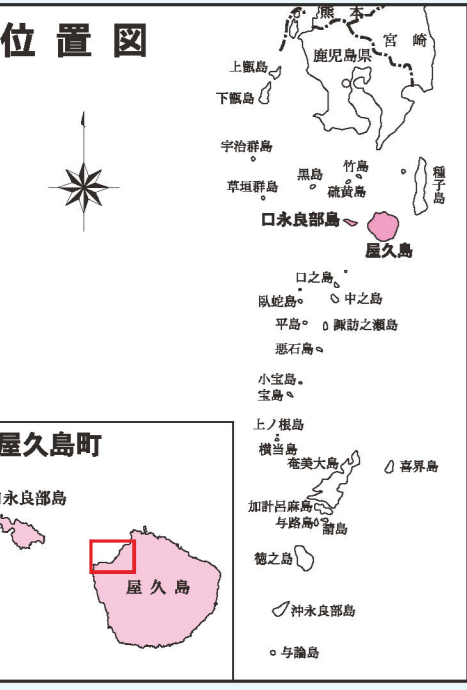 位置図
熊本
宮崎
鹿児島県
上甑島
下甑島
宇治群島
草垣群島
黒島
竹島
硫黄島
種子島
口永良部島
屋久島
口之島
臥蛇島
中之島
平島
諏訪之瀬島
悪石島
小宝島
宝島
上ノ根島
横当島
奄美大島
喜界島
加計呂麻島
与路島
請島
徳之島
沖永良部島
与論島
屋久島町
永良部島
屋久島